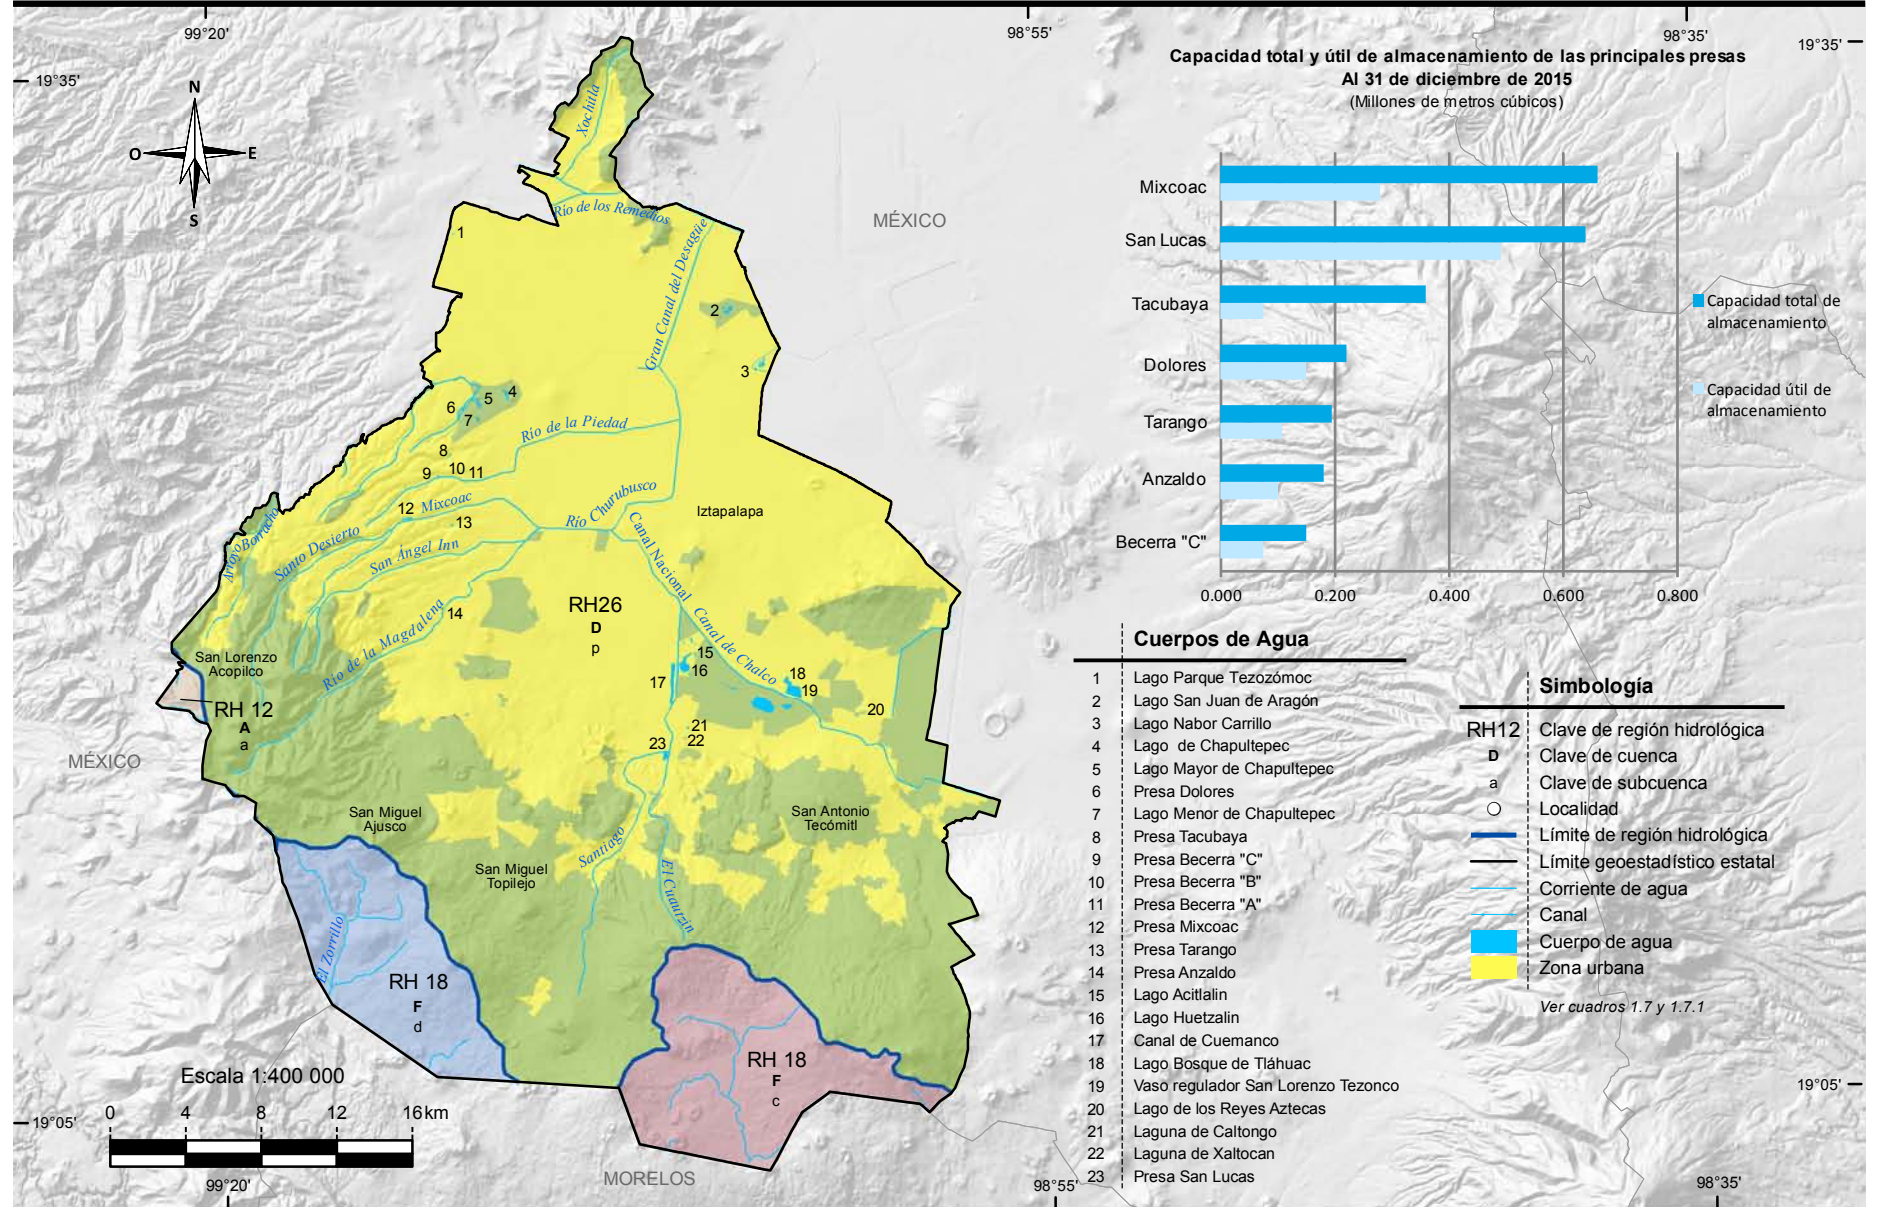 99°20'
98°55'
98°35'
19°35'
19°35'
Capacidad total y útil de almacenamiento de las principales presas
Al 31 de diciembre de 2015
(Millones de metros cúbicos)
N
O
E
S
Mixcoac
San Lucas
Tacubaya
Dolores
Tarango
Anzaldo
Becerra "C"
0.000
0.200
0.400
0.600
0.800
Capacidad total de
almacenamiento
Capacidad útil de
almacenamiento
Xochitla
Río de los Remedios
MÉXICO
1
Gran Canal del Desagüe
2
3
4
5
6
7
Río de la Piedad
8
9
10
11
12
Mixcoac
13
Río Churubusco
Iztapalapa
Arroyo Borracho
Santo Desierto
San Ángel Inn
Canal Nacional
RH26
D
p
14
Río de la Magdalena
Canal de Chalco
San Lorenzo
Acopilco
15
16
17
18
19
20
RH 12
A
a
21
22
23
MÉXICO
San Miguel
Ajusco
San Antonio
Tecómitl
Santiago
San Miguel
Topilejo
El Cuautzin
El Zorrillo
RH 18
F
d
RH 18
F
c
Escala 1:400 000
0
4
8
12
16 km
19°05'
19°05'
MORELOS
99°20'
98°55'
98°35'
Cuerpos de Agua
1 Lago Parque Tezozómoc
2 Lago San Juan de Aragón
3 Lago Nabor Carrillo
4 Lago de Chapultepec
5 Lago Mayor de Chapultepec
6 Presa Dolores
7 Lago Menor de Chapultepec
8 Presa Tacubaya
9 Presa Becerra "C"
10 Presa Becerra "B"
11 Presa Becerra "A"
12 Presa Mixcoac
13 Presa Tarango
14 Presa Anzaldo
15 Lago Acitlalin
16 Lago Huetzalin
17 Canal de Cuemanco
18 Lago Bosque de Tláhuac
19 Vaso regulador San Lorenzo Tezonco
20 Lago de los Reyes Aztecas
21 Laguna de Caltongo
22 Laguna de Xaltocan
23 Presa San Lucas
Simbología
RH12 Clave de región hidrológica
D Clave de cuenca
a Clave de subcuenca
Localidad
Límite de región hidrológica
Límite geoestadístico estatal
Corriente de agua
Canal
Cuerpo de agua
Zona urbana
Ver cuadros 1.7 y 1.7.1